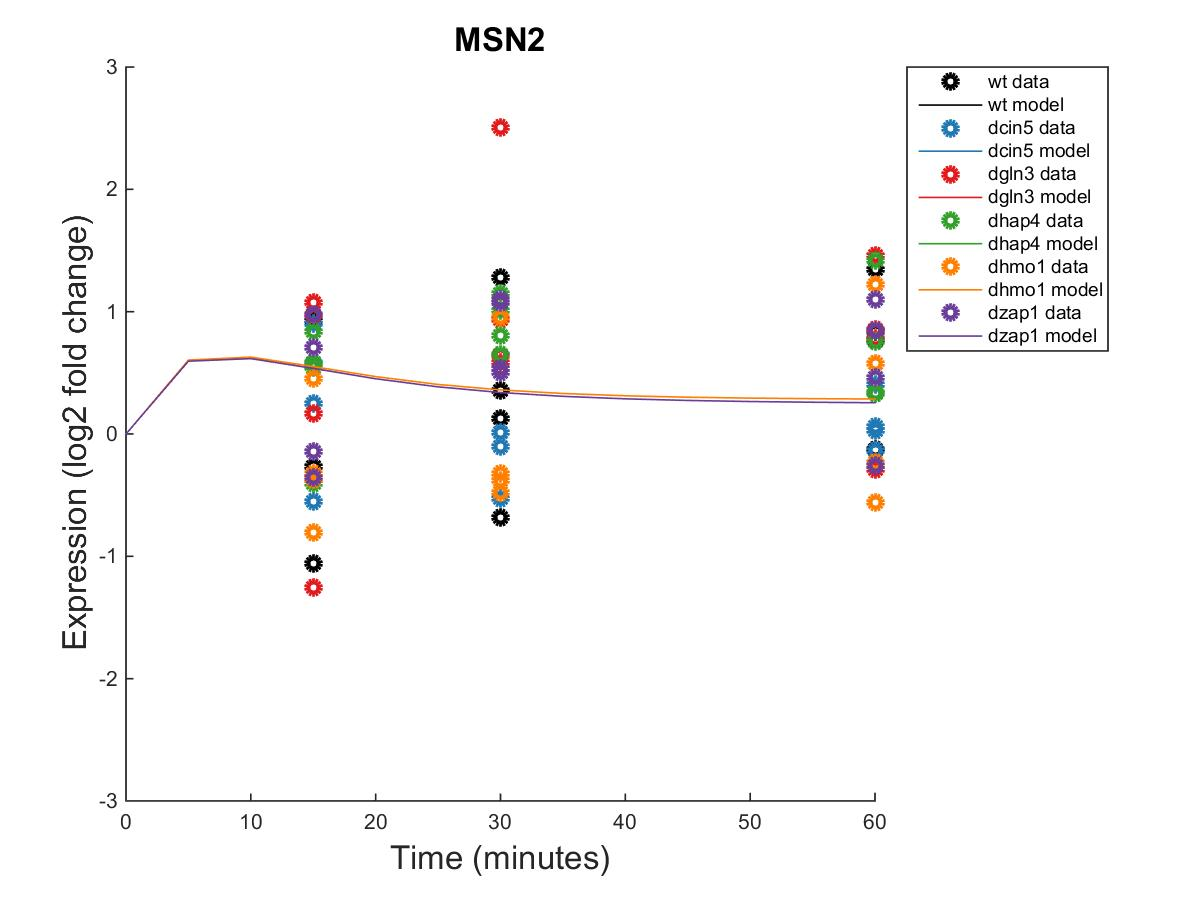 MSN2
3
2
1
0
-1
-2
-3
Expression (log2 fold change)
0 10 20 30 40 50 60
Time (minutes)
wt data
wt model
dcin5 data
dcin5 model
dgln3 data
dgln3 model
dhap4 data
dhap4 model
dhmo1 data
dhmo1 model
dzap1 data
dzap1 model